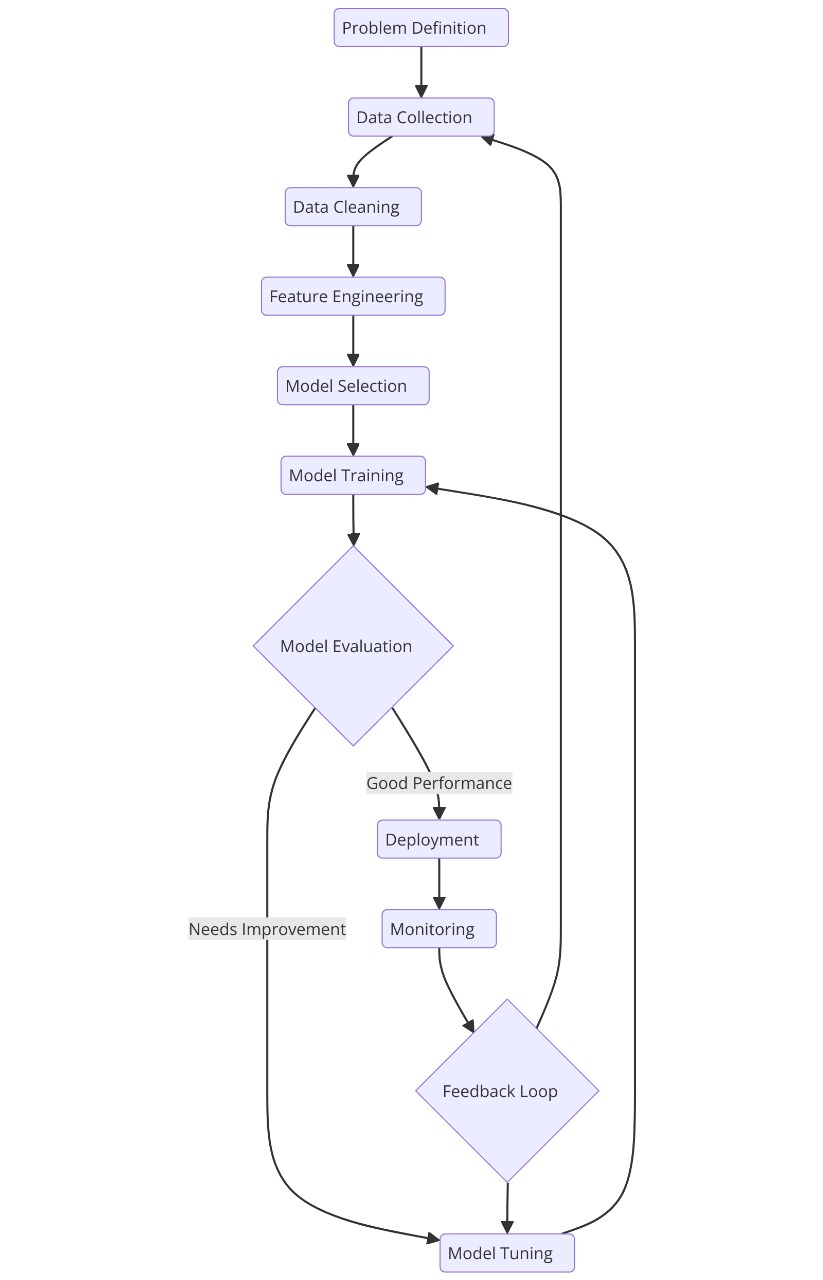 Problem Definition
Data Collection
Data Cleaning
Feature Engineering
Model Selection
Model Training
Model Evaluation
Good Performance
Deployment
Needs Improvement
Monitoring
Feedback Loop
Model Tuning